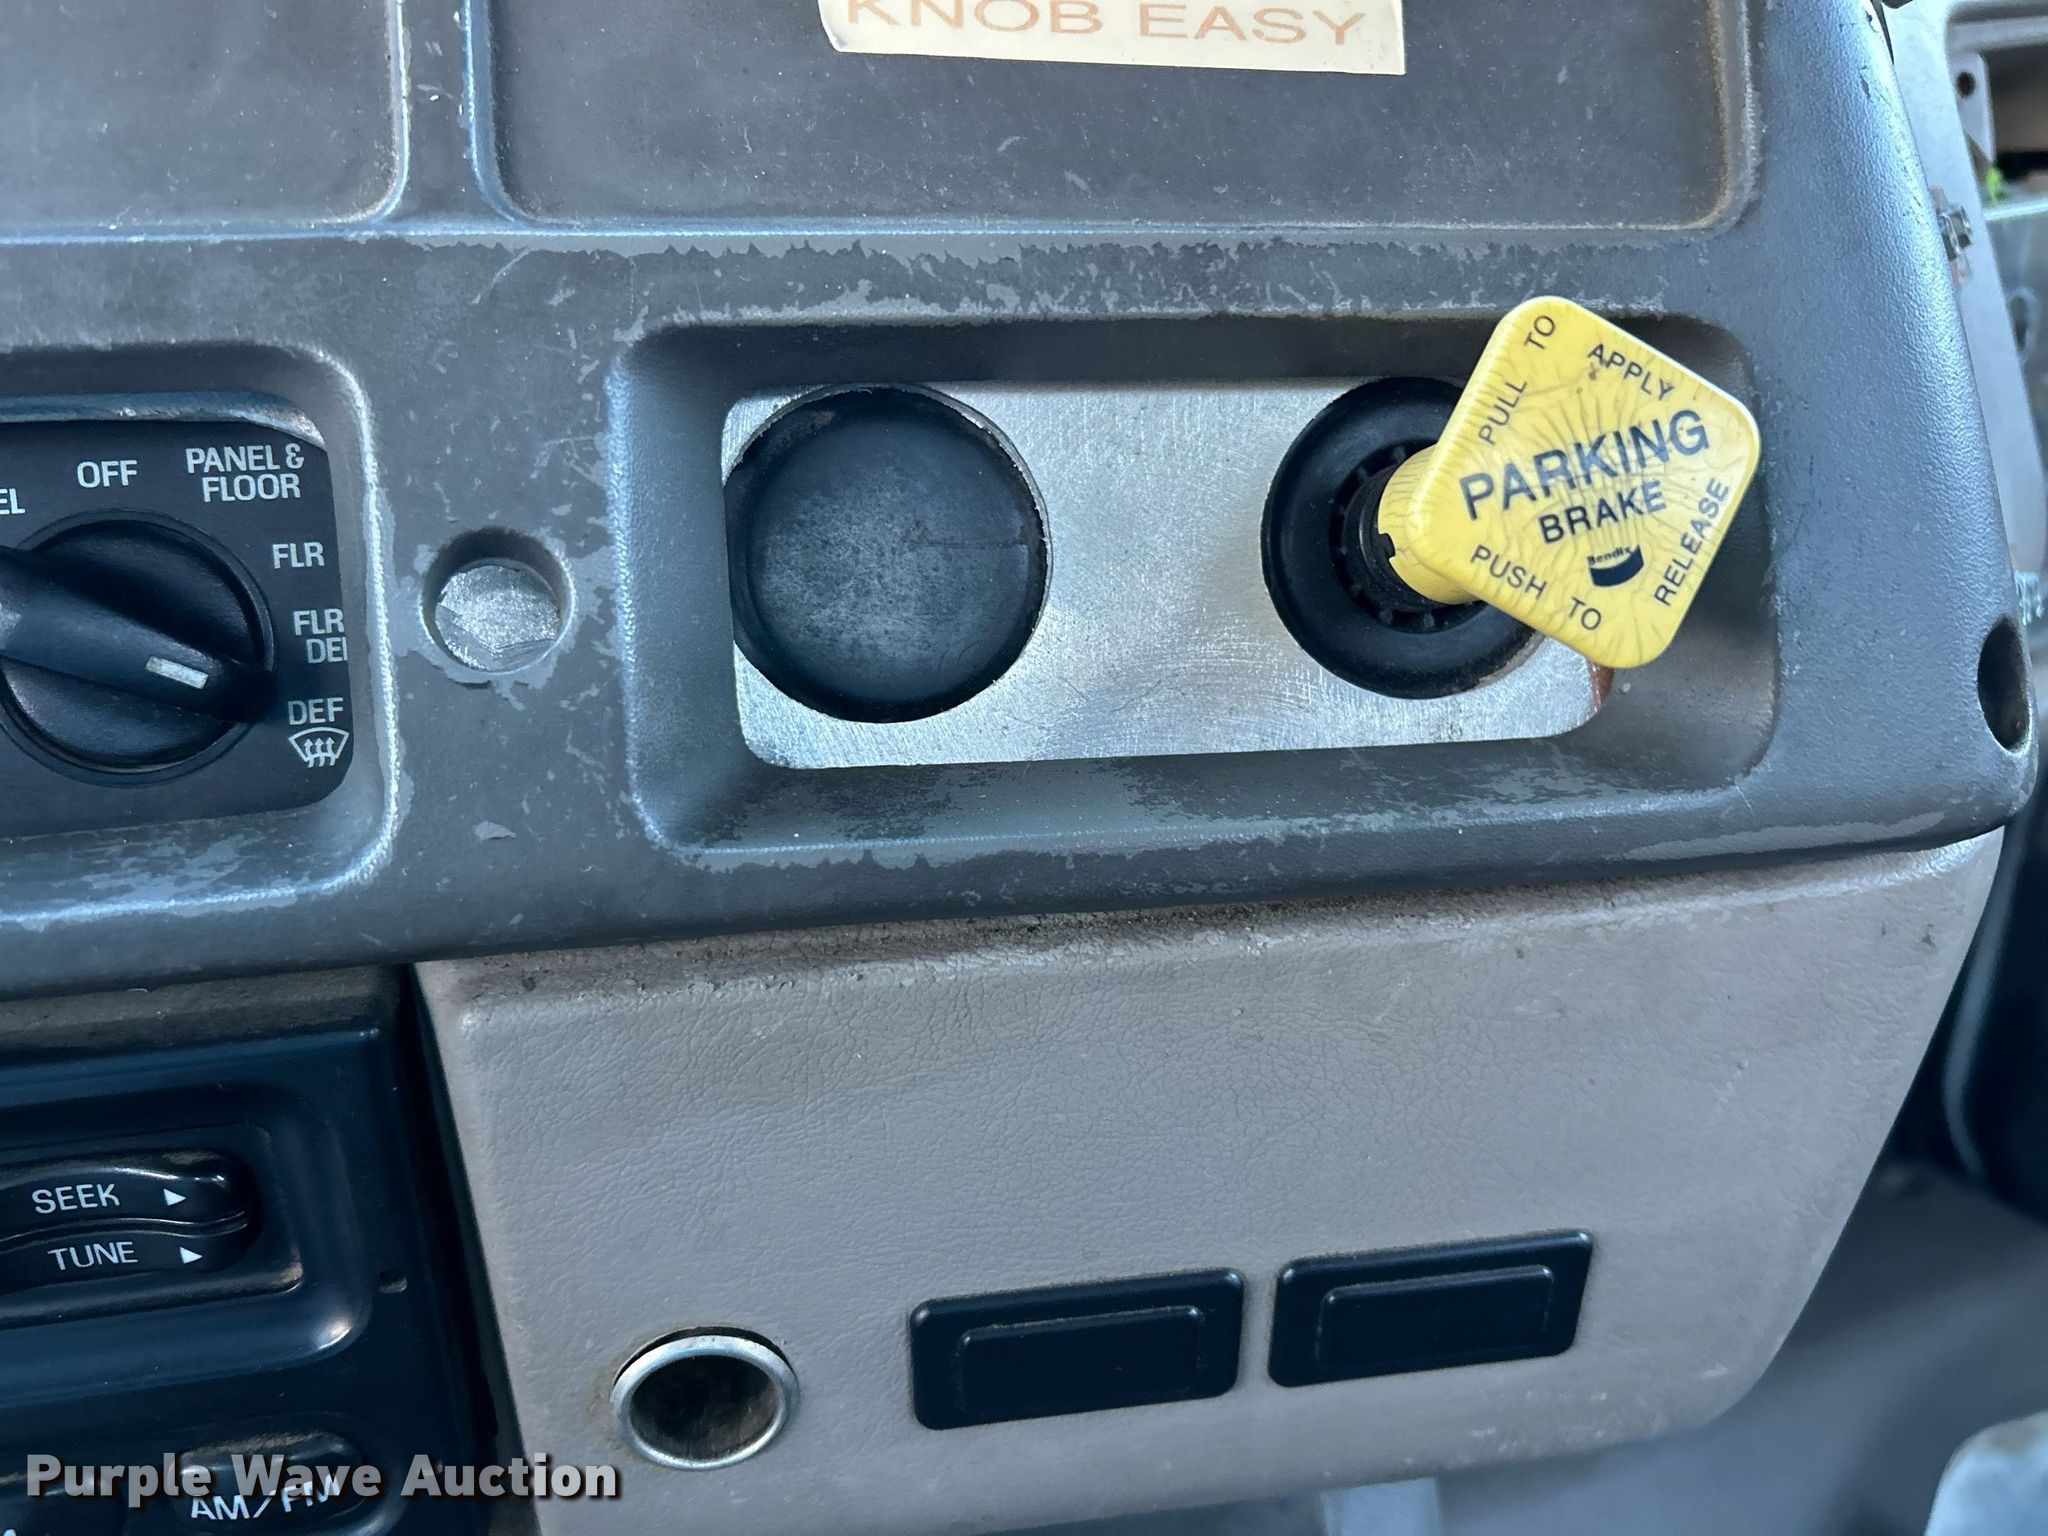 KNOB EASY
OFF
PANEL &
FLOOR
EL
FLR
FLR
DE
DEF
PULL TO APPLY
PARKING
BRAKE
Bendix
PUSH TO RELEASE
SEEK
TUNE
AM/FM
Purple Wave Auction